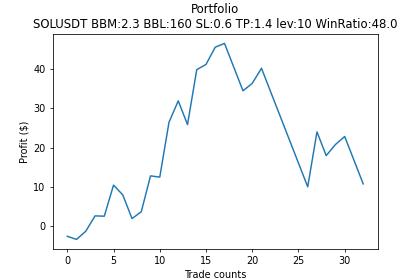 Portfolio
SOLUSDT BBM:2.3 BBL:160 SL:0.6 TP:1.4 lev:10 WinRatio:48.0
Profit ($)
40
30
20
10
0
0 5 10 15 20 25 30
Trade counts